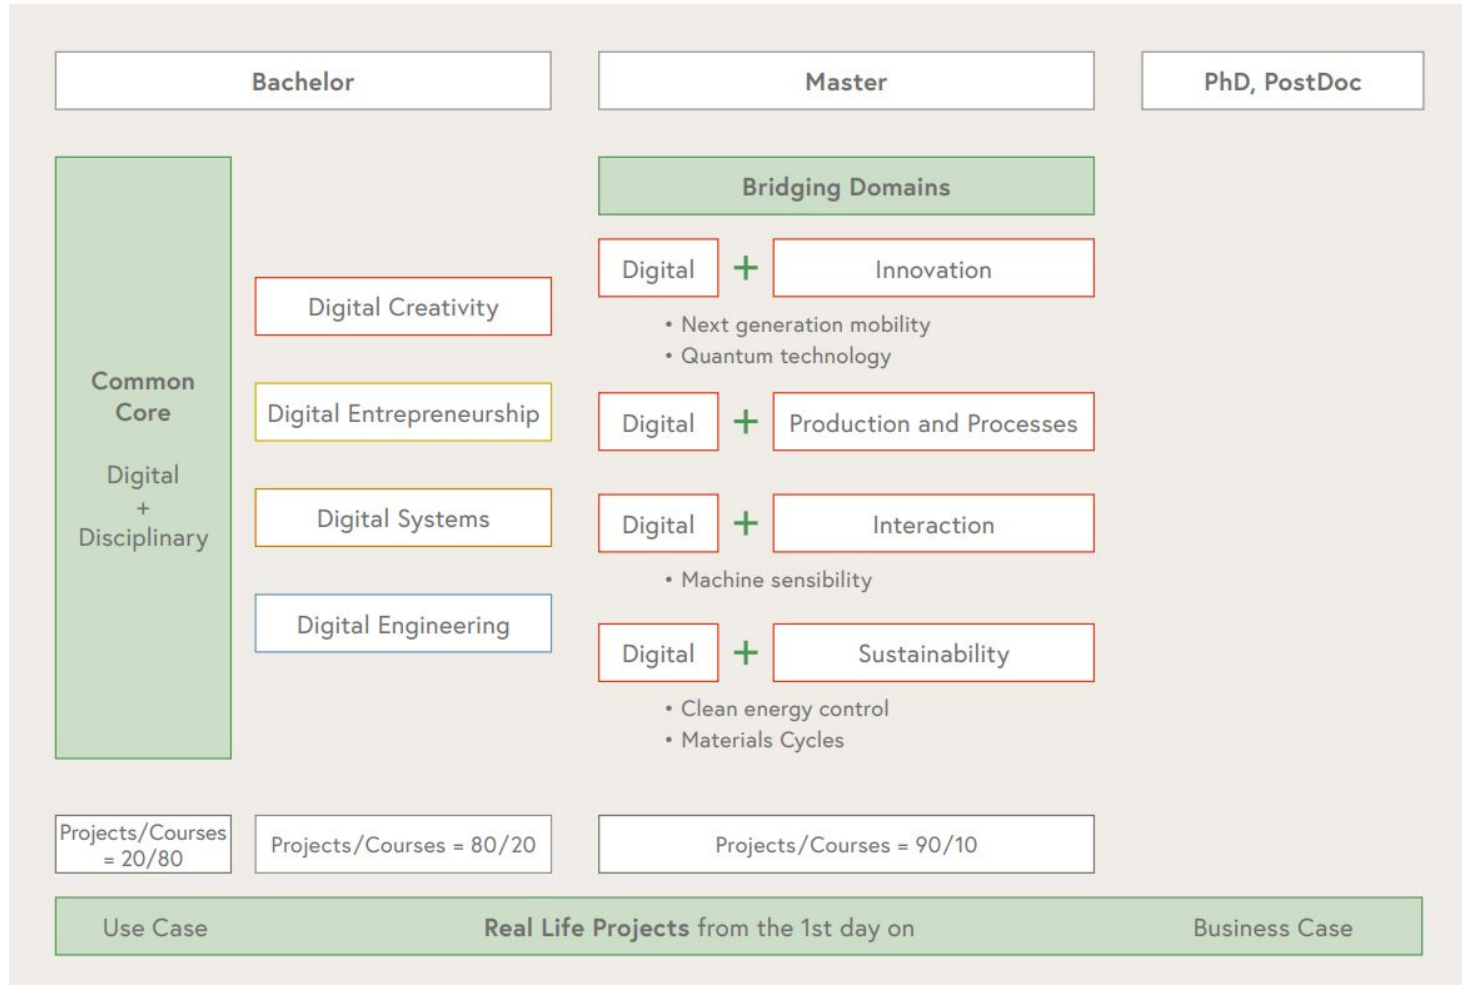 Bachelor
Master
PhD, PostDoc
Common
Core
Digital
+
Disciplinary
Digital Creativity
Digital Entrepreneurship
Digital Systems
Digital Engineering
Bridging Domains
Digital + Innovation
• Next generation mobility
• Quantum technology
Digital + Production and Processes
Digital + Interaction
• Machine sensibility
Digital + Sustainability
• Clean energy control
• Materials Cycles
Projects/Courses
= 20/80
Projects/Courses = 80/20
Projects/Courses = 90/10
Use Case
Real Life Projects from the 1st day on
Business Case